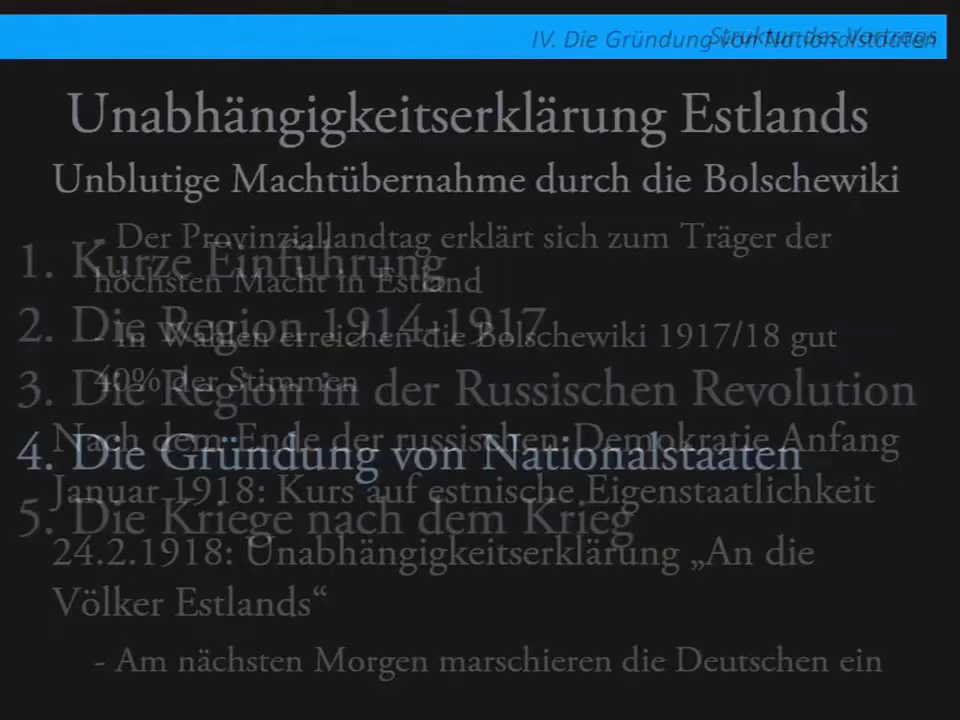 IV. Die Gründung von Nationalstaaten
Struktur des Vortrags
Unabhängigkeitserklärung Estlands
Unblutige Machtübernahme durch die Bolschewiki
- Der Provinziallandtag erklärt sich zum Träger der
höchsten Macht in Estland
- In Wahlen erreichen die Bolschewiki 1917/18 gut
40% der Stimmen
Nach dem Ende der russischen Demokratie Anfang
Januar 1918: Kurs auf estnische Eigenstaatlichkeit
24.2.1918: Unabhängigkeitserklärung „An die
Völker Estlands“
- Am nächsten Morgen marschieren die Deutschen ein
1. Kurze Einführung
2. Die Region 1914-1917
3. Die Region in der Russischen Revolution
4. Die Gründung von Nationalstaaten
5. Die Kriege nach dem Krieg